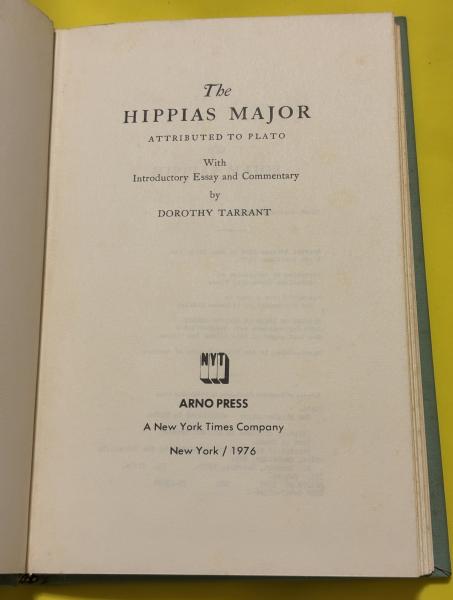 The
HIPPIAS MAJOR
ATTRIBUTED TO PLATO
With
Introductory Essay and Commentary
by
DOROTHY TARRANT
NYT
ARNO PRESS
A New York Times Company
New York / 1976